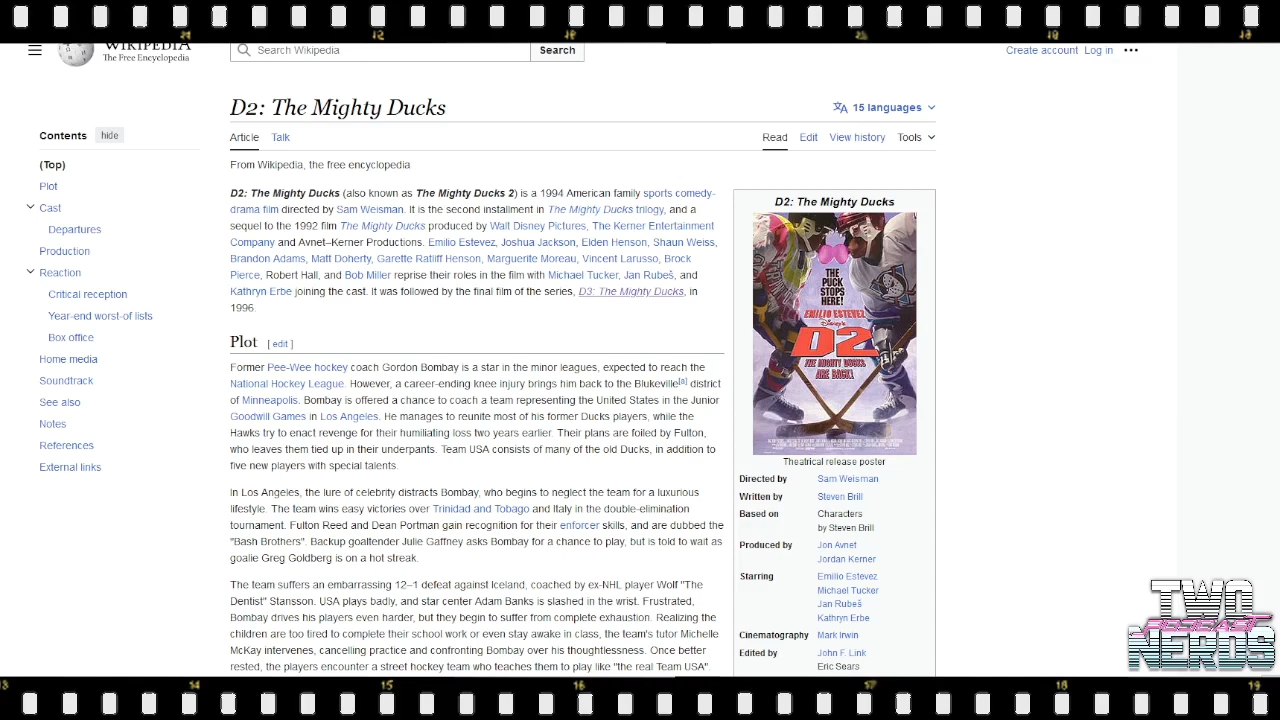 WIKIPEDIA
The Free Encyclopedia
Search Wikipedia
Search
Create account Log in
D2: The Mighty Ducks
15 languages
Article Talk
Read Edit View history Tools
From Wikipedia, the free encyclopedia
Contents hide
(Top)
Plot
Cast
Departures
Production
Reaction
Critical reception
Year-end worst-of lists
Box office
Home media
Soundtrack
See also
Notes
References
External links
D2: The Mighty Ducks (also known as The Mighty Ducks 2) is a 1994 American family sports comedy-
drama film directed by Sam Weisman. It is the second installment in The Mighty Ducks trilogy, and a
sequel to the 1992 film The Mighty Ducks produced by Walt Disney Pictures, The Kerner Entertainment
Company and Avnet–Kerner Productions. Emilio Estevez, Joshua Jackson, Elden Henson, Shaun Weiss,
Brandon Adams, Matt Doherty, Garette Ratliff Henson, Marguerite Moreau, Vincent Larusso, Brock
Pierce, Robert Hall, and Bob Miller reprise their roles in the film with Michael Tucker, Jan Rubeš, and
Kathryn Erbe joining the cast. It was followed by the final film of the series, D3: The Mighty Ducks, in
1996.
Plot [ edit ]
Former Pee-Wee hockey coach Gordon Bombay is a star in the minor leagues, expected to reach the
National Hockey League. However, a career-ending knee injury brings him back to the Blukeville[a] district
of Minneapolis. Bombay is offered a chance to coach a team representing the United States in the Junior
Goodwill Games in Los Angeles. He manages to reunite most of his former Ducks players, while the
Hawks try to enact revenge for their humiliating loss two years earlier. Their plans are foiled by Fulton,
who leaves them tied up in their underpants. Team USA consists of many of the old Ducks, in addition to
five new players with special talents.
In Los Angeles, the lure of celebrity distracts Bombay, who begins to neglect the team for a luxurious
lifestyle. The team wins easy victories over Trinidad and Tobago and Italy in the double-elimination
tournament. Fulton Reed and Dean Portman gain recognition for their enforcer skills, and are dubbed the
"Bash Brothers". Backup goaltender Julie Gaffney asks Bombay for a chance to play, but is told to wait as
goalie Greg Goldberg is on a hot streak.
The team suffers an embarrassing 12–1 defeat against Iceland, coached by ex-NHL player Wolf "The
Dentist" Stansson. USA plays badly, and star center Adam Banks is slashed in the wrist. Frustrated,
Bombay drives his players even harder, but they begin to suffer from complete exhaustion. Realizing the
children are too tired to complete their school work or even stay awake in class, the team's tutor Michelle
McKay intervenes, cancelling practice and confronting Bombay over his thoughtlessness. Once better
rested, the players encounter a street hockey team who teaches them to play like "the real Team USA".
D2: The Mighty Ducks
THE
PUCK
STOPS
HERE!
EMILIO ESTEVEZ
Disney's
D2
THE MIGHTY DUCKS
ARE BACK!
Theatrical release poster
Directed by Sam Weisman
Written by Steven Brill
Based on Characters
by Steven Brill
Produced by Jon Avnet
Jordan Kerner
Starring Emilio Estevez
Michael Tucker
Jan Rubeš
Kathryn Erbe
Cinematography Mark Irwin
Edited by John F. Link
Eric Sears
TWO
NERDS
13 14 15 16 17 18 19